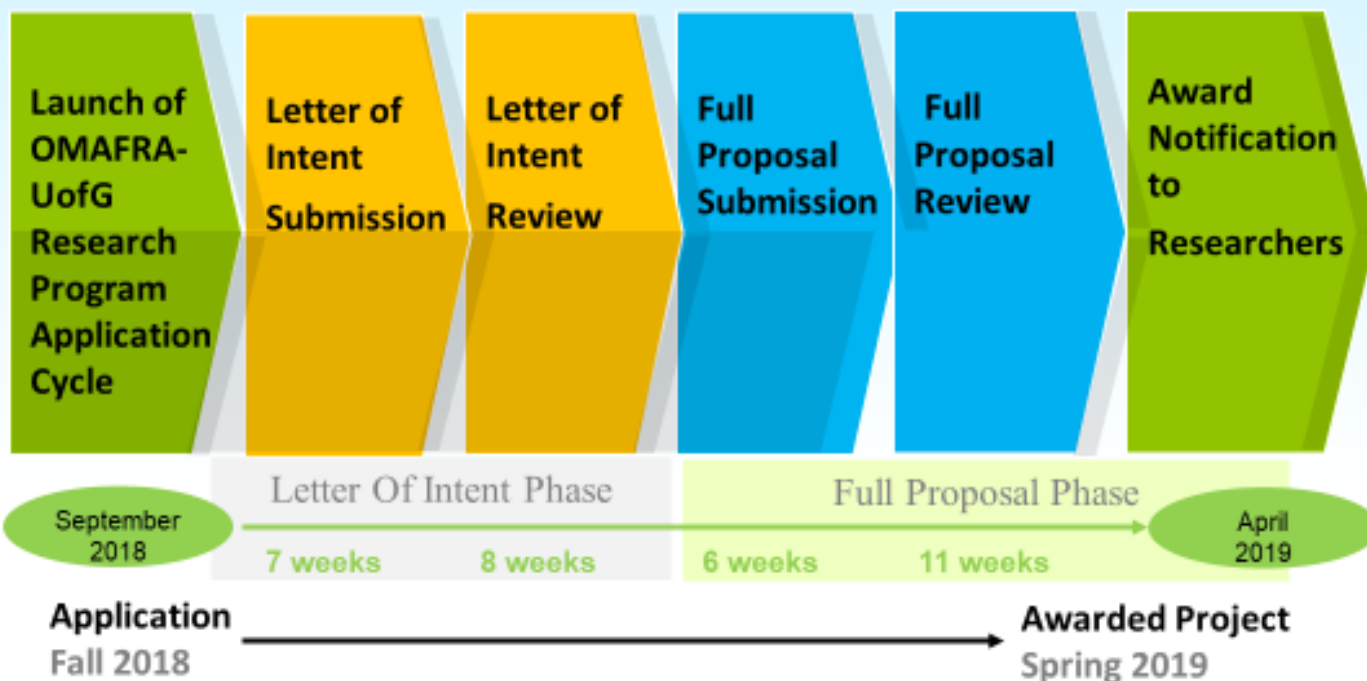 Launch of
OMAFRA-
UofG
Research
Program
Application
Cycle
Letter of
Intent
Submission
Letter of
Intent
Review
Full
Proposal
Submission
Full
Proposal
Review
Award
Notification
to
Researchers
Letter Of Intent Phase
Full Proposal Phase
September
2018
April
2019
7 weeks
8 weeks
6 weeks
11 weeks
Application
Fall 2018
Awarded Project
Spring 2019